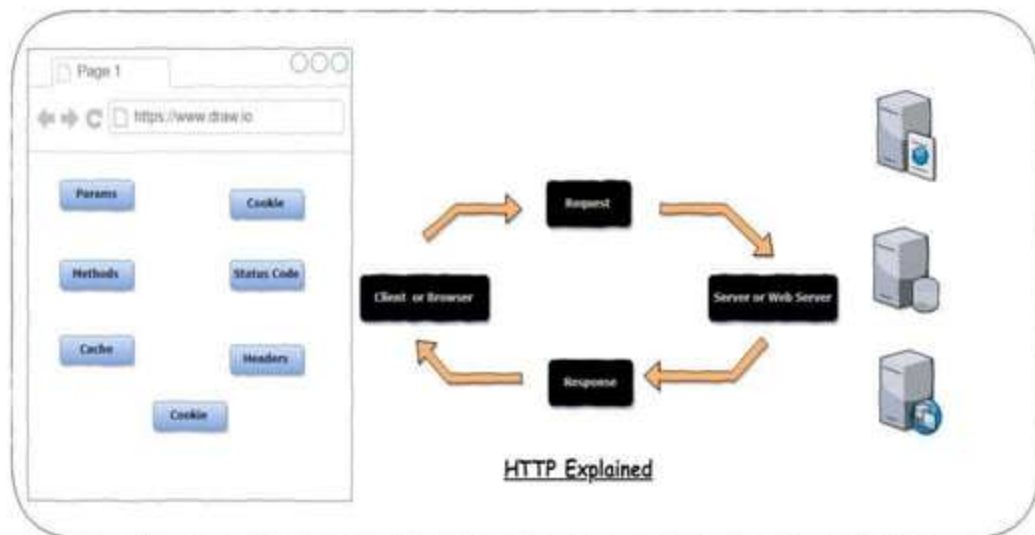 Page 1
https://www.draw.io
Params
Cookie
Methods
Status Code
Cache
Headers
Cookie
Request
Client or Browser
Server or Web Server
Response
HTTP Explained